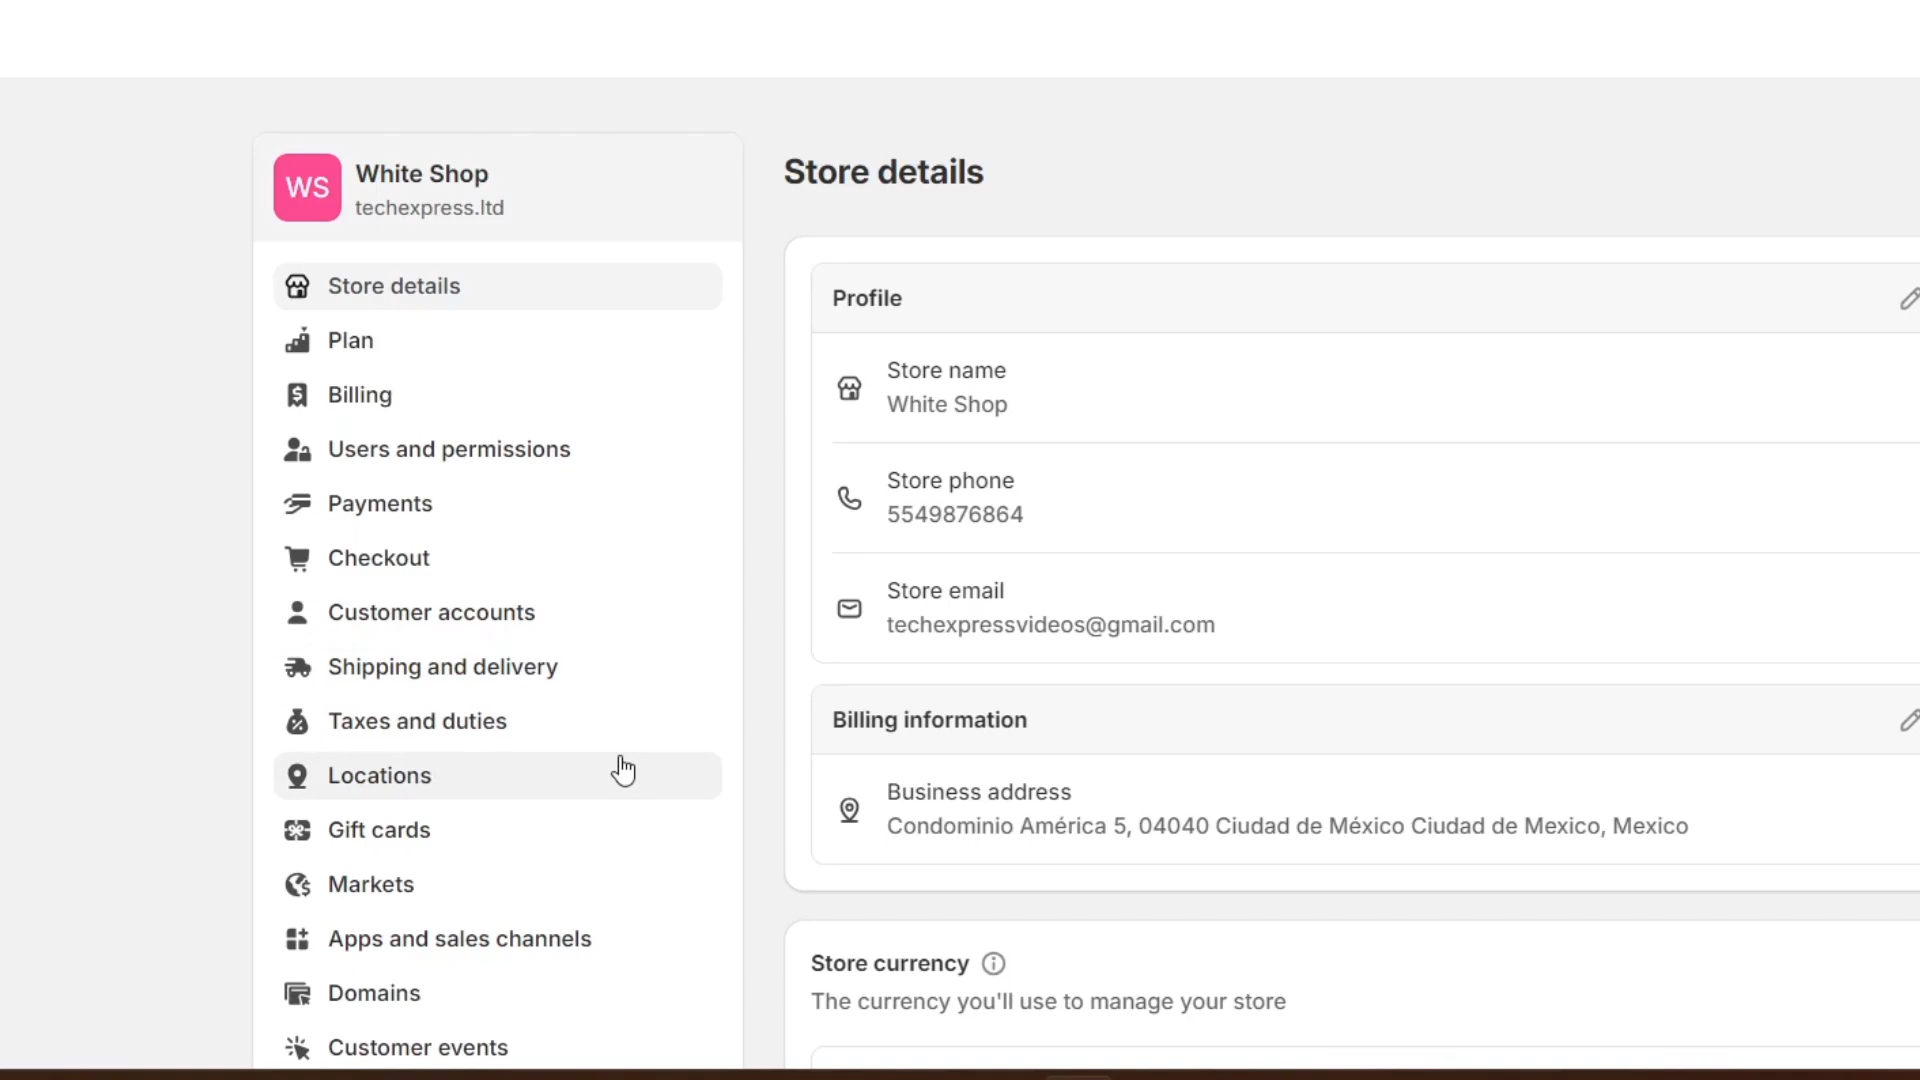 WS
White Shop
techexpress.ltd
Store details
Plan
Billing
Users and permissions
Payments
Checkout
Customer accounts
Shipping and delivery
Taxes and duties
Locations
Gift cards
Markets
Apps and sales channels
Domains
Customer events
Store details
Profile
Store name
White Shop
Store phone
5549876864
Store email
techexpressvideos@gmail.com
Billing information
Business address
Condominio América 5, 04040 Ciudad de México Ciudad de Mexico, Mexico
Store currency
The currency you'll use to manage your store